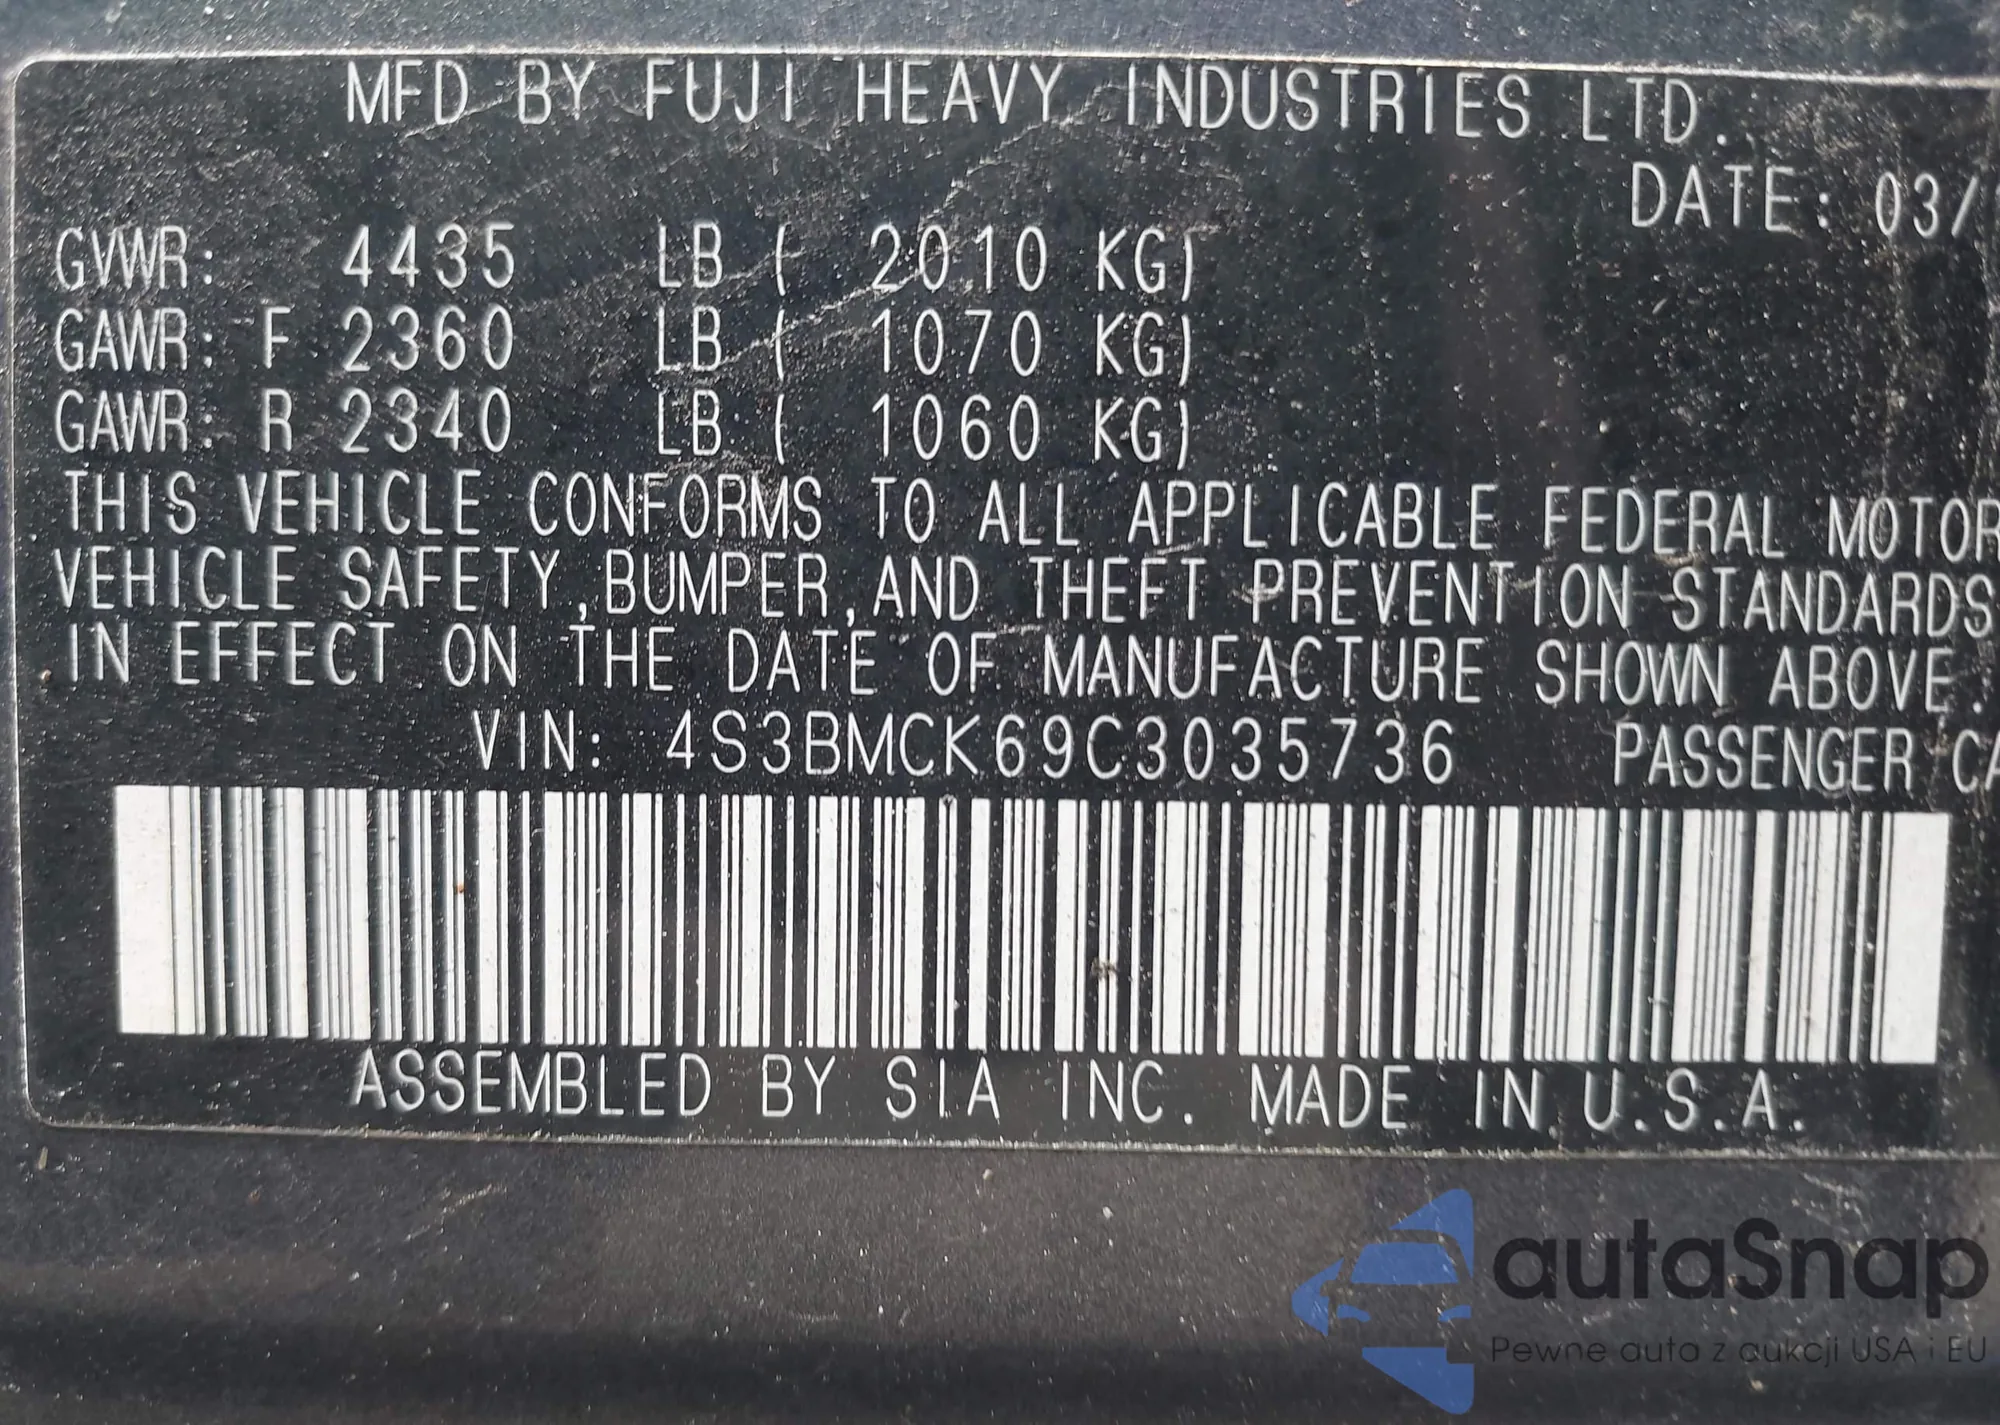 MFD BY FUJI HEAVY INDUSTRIES LTD.
DATE: 03/
GVWR: 4435 LB ( 2010 KG)
GAWR: F 2360 LB ( 1070 KG)
GAWR: R 2340 LB ( 1060 KG)
THIS VEHICLE CONFORMS TO ALL APPLICABLE FEDERAL MOTOR
VEHICLE SAFETY,BUMPER,AND THEFT PREVENTION STANDARDS
IN EFFECT ON THE DATE OF MANUFACTURE SHOWN ABOVE.
VIN: 4S3BMCK69C3035736 PASSENGER CA
ASSEMBLED BY SIA INC. MADE IN U.S.A.
autaSnap
Pewne auta z aukcji USA i EU